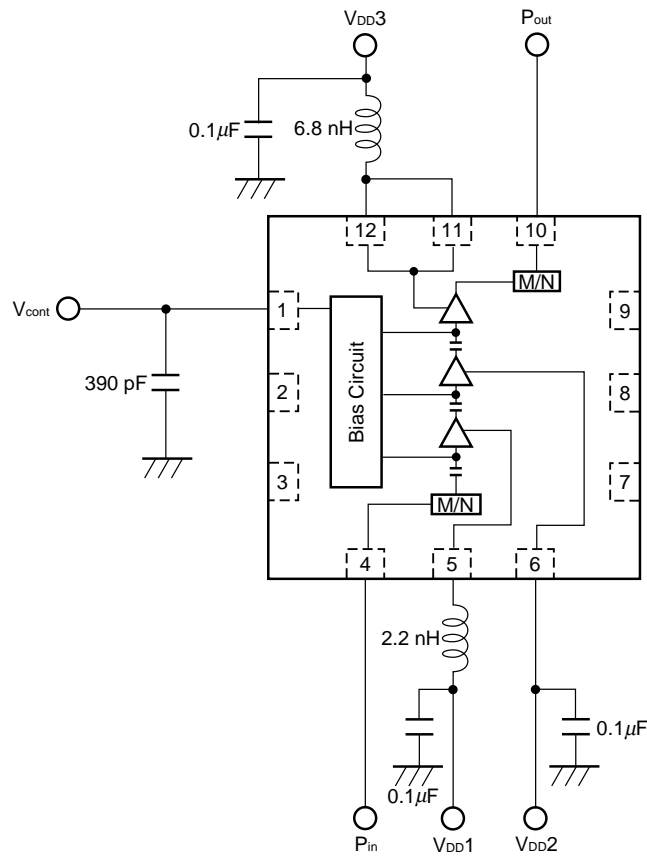 VDD3
Pout
0.1μF
6.8 nH
12
11
10
M/N
Vcont
1
9
390 pF
2
Bias Circuit
8
3
7
M/N
4
5
6
2.2 nH
0.1μF
0.1μF
Pin
VDD1
VDD2